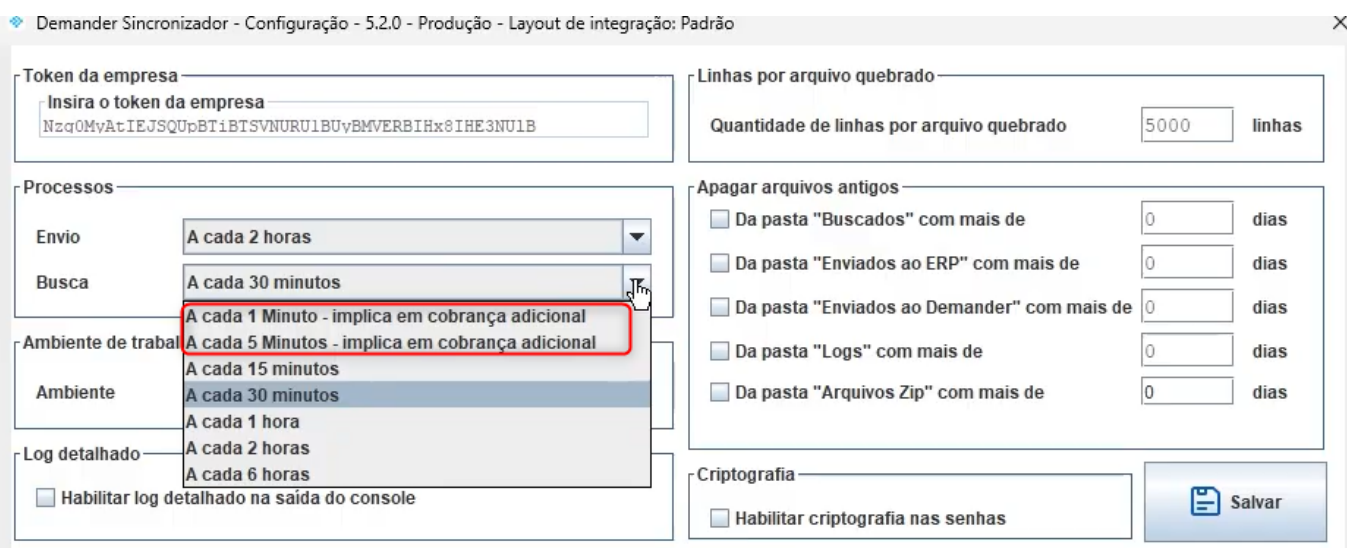 Demander Sincronizador - Configuração - 5.2.0 - Produção - Layout de integração: Padrão
Token da empresa
Insira o token da empresa
Nzg0MyAtIEJSQUpBTiBTSVNURU1BUyBMVERBIHx8IHE3NU1B
Processos
Envio
A cada 2 horas
Busca
A cada 30 minutos
A cada 1 Minuto - implica em cobrança adicional
A cada 5 Minutos - implica em cobrança adicional
A cada 15 minutos
A cada 30 minutos
A cada 1 hora
A cada 2 horas
A cada 6 horas
Ambiente de trabal
Ambiente
Log detalhado
Habilitar log detalhado na saída do console
Linhas por arquivo quebrado
Quantidade de linhas por arquivo quebrado 5000 linhas
Apagar arquivos antigos
Da pasta "Buscados" com mais de 0 dias
Da pasta "Enviados ao ERP" com mais de 0 dias
Da pasta "Enviados ao Demander" com mais de 0 dias
Da pasta "Logs" com mais de 0 dias
Da pasta "Arquivos Zip" com mais de 0 dias
Criptografia
Habilitar criptografia nas senhas
Salvar